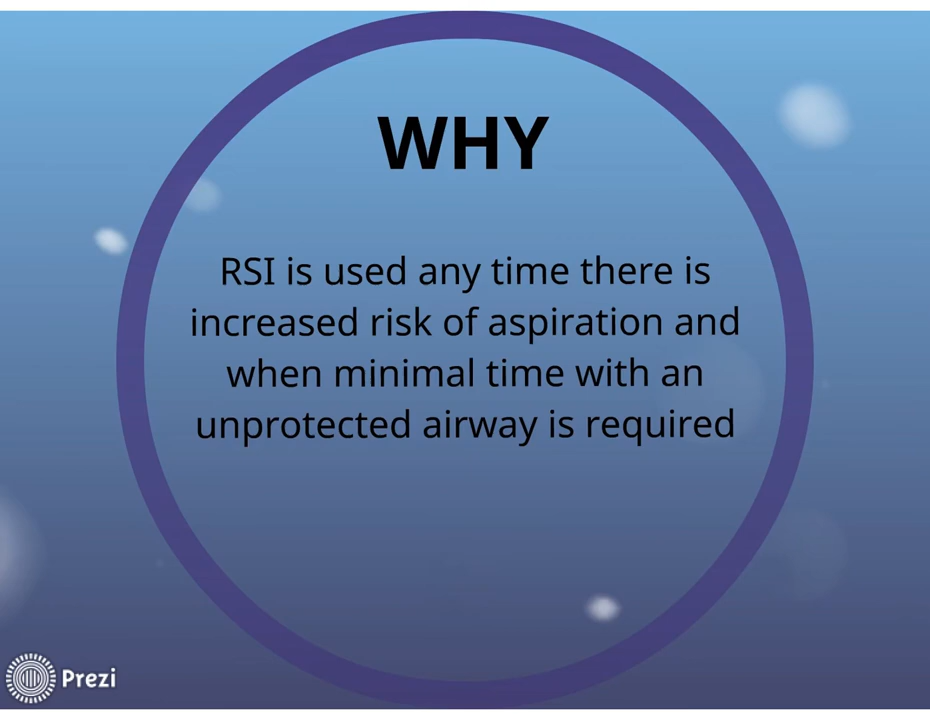 WHY
RSI is used any time there is
increased risk of aspiration and
when minimal time with an
unprotected airway is required
Prezi